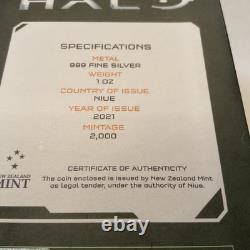 HALO
SPECIFICATIONS
METAL
999 FINE SILVER
WEIGHT
1 OZ
COUNTRY OF ISSUE
NIUE
YEAR OF ISSUE
2021
MINTAGE
2,000
NEW ZEALAND
MINT
CERTIFICATE OF AUTHENTICITY
The coin enclosed is issued by New Zealand Mint
as legal tender, under the authority of Niue.